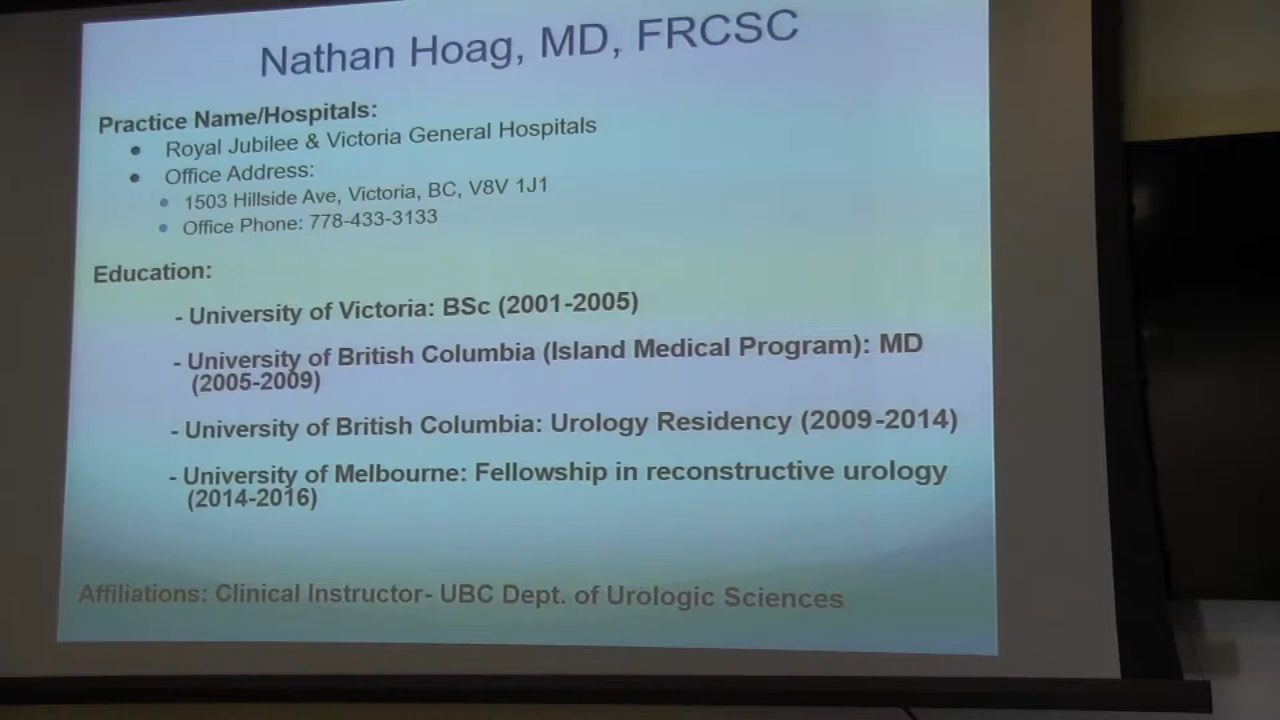 Nathan Hoag, MD, FRCSC
Practice Name/Hospitals:
• Royal Jubilee & Victoria General Hospitals
• Office Address:
• 1503 Hillside Ave, Victoria, BC, V8V 1J1
• Office Phone: 778-433-3133
Education:
- University of Victoria: BSc (2001-2005)
- University of British Columbia (Island Medical Program): MD
(2005-2009)
- University of British Columbia: Urology Residency (2009-2014)
- University of Melbourne: Fellowship in reconstructive urology
(2014-2016)
Affiliations: Clinical Instructor- UBC Dept. of Urologic Sciences